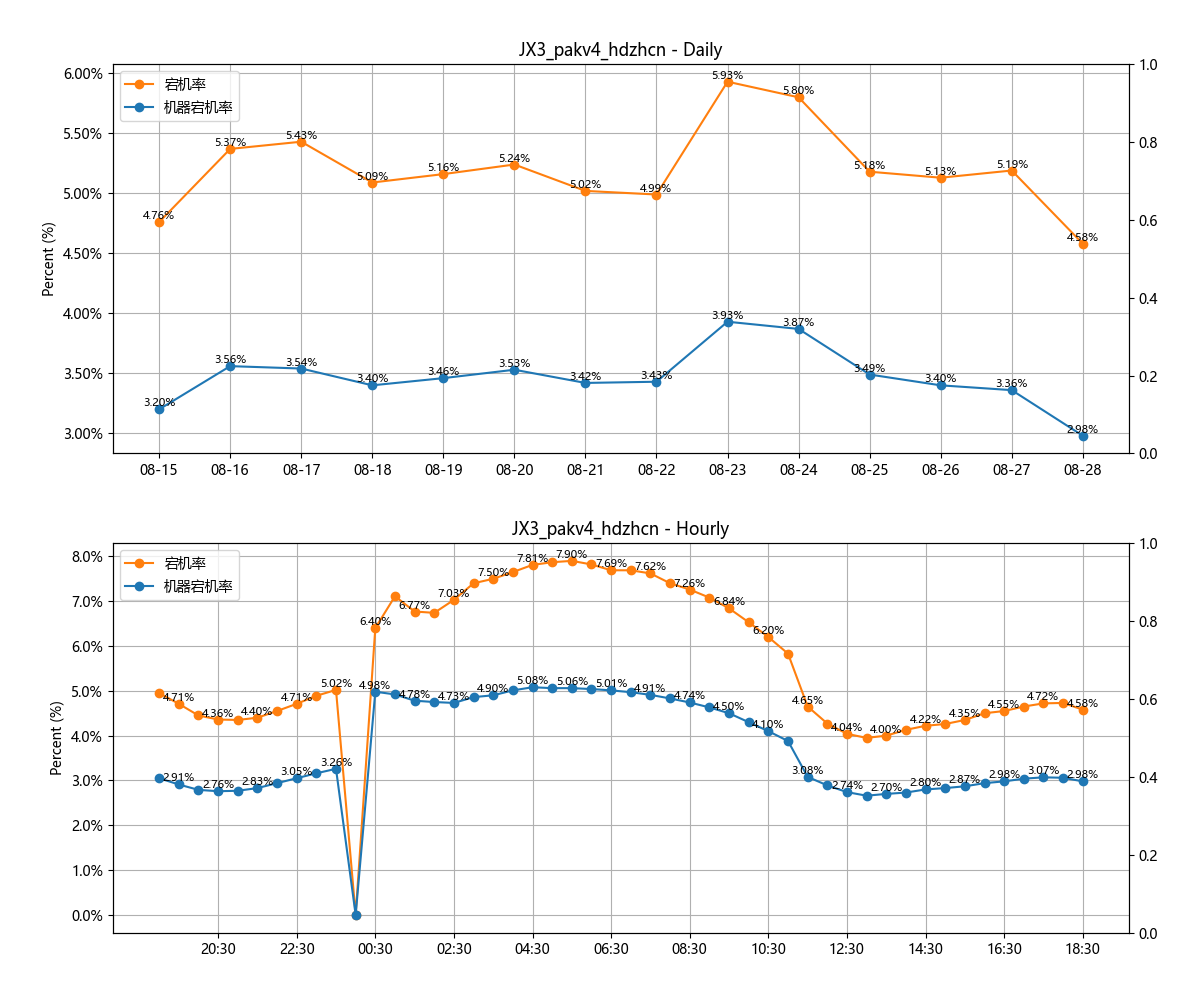 JX3_pakv4_hdzhcn - Daily
宕机率
机器宕机率
Percent (%)
6.00%
5.50%
5.00%
4.50%
4.00%
3.50%
3.00%
1.0
0.8
0.6
0.4
0.2
0.0
4.76% 5.37% 5.43% 5.09% 5.16% 5.24% 5.02% 4.99% 5.93% 5.80% 5.18% 5.13% 5.19% 4.58%
3.20% 3.56% 3.54% 3.40% 3.46% 3.53% 3.42% 3.43% 3.93% 3.87% 3.49% 3.40% 3.36% 2.98%
08-15 08-16 08-17 08-18 08-19 08-20 08-21 08-22 08-23 08-24 08-25 08-26 08-27 08-28
JX3_pakv4_hdzhcn - Hourly
宕机率
机器宕机率
Percent (%)
8.0%
7.0%
6.0%
5.0%
4.0%
3.0%
2.0%
1.0%
0.0%
1.0
0.8
0.6
0.4
0.2
0.0
4.71% 4.36% 4.40% 4.71% 5.02% 6.40% 6.77% 7.03% 7.50% 7.81% 7.90% 7.69% 7.62% 7.26% 6.84% 6.20% 4.65% 4.04% 4.00% 4.22% 4.35% 4.55% 4.72% 4.58%
2.91% 2.76% 2.83% 3.05% 3.26% 4.98% 4.78% 4.73% 4.90% 5.08% 5.06% 5.01% 4.91% 4.74% 4.50% 4.10% 3.08% 2.74% 2.70% 2.80% 2.87% 2.98% 3.07% 2.98%
20:30 22:30 00:30 02:30 04:30 06:30 08:30 10:30 12:30 14:30 16:30 18:30